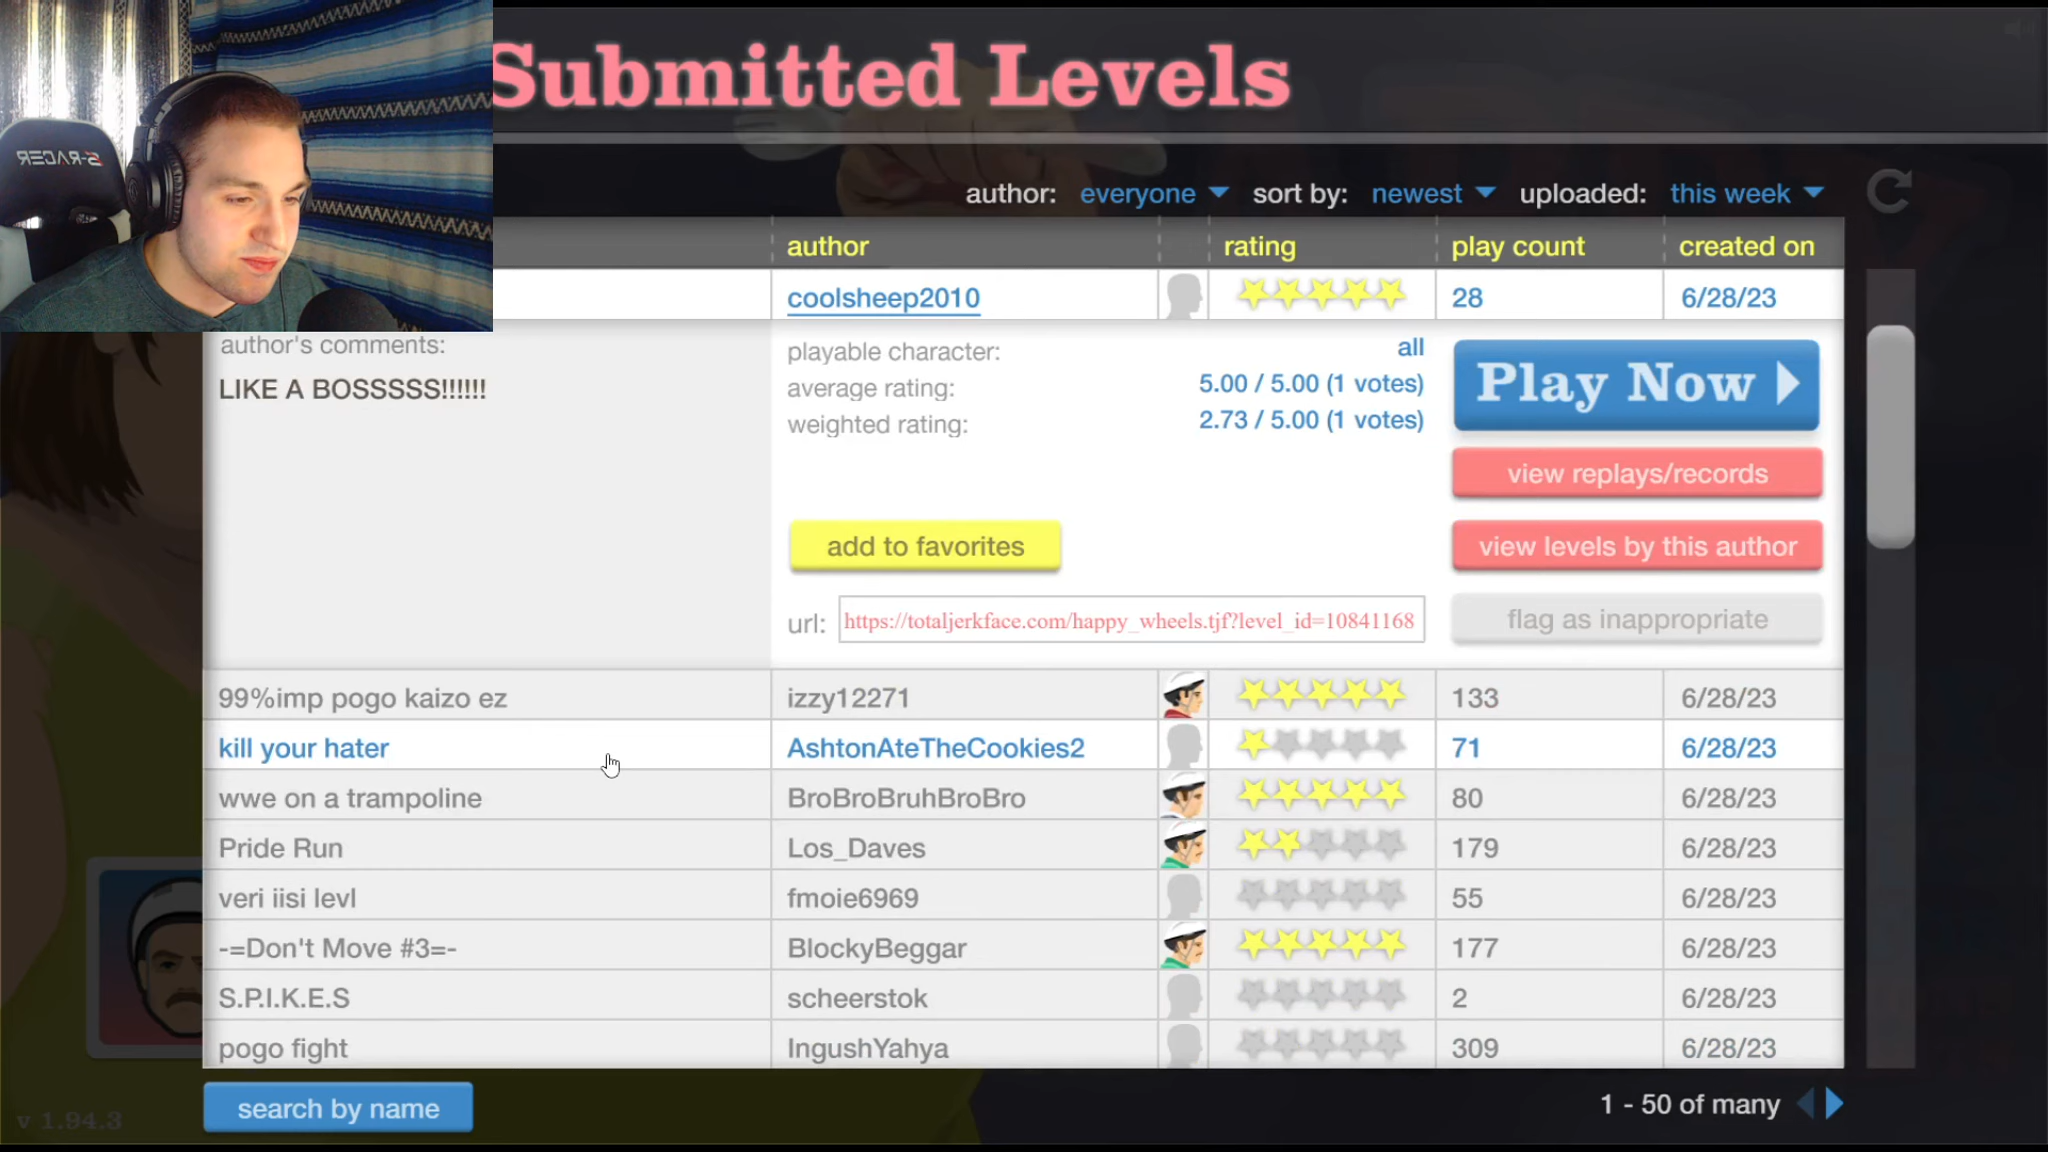 Submitted Levels
S-RACER
author: everyone sort by: newest uploaded: this week
author rating play count created on
coolsheep2010 28 6/28/23
author's comments:
LIKE A BOSSSSS!!!!!!
playable character: all
average rating: 5.00 / 5.00 (1 votes)
weighted rating: 2.73 / 5.00 (1 votes)
Play Now
view replays/records
add to favorites
view levels by this author
url: https://totaljerkface.com/happy_wheels.tjf?level_id=10841168
flag as inappropriate
99%imp pogo kaizo ez izzy12271 133 6/28/23
kill your hater AshtonAteTheCookies2 71 6/28/23
wwe on a trampoline BroBroBruhBroBro 80 6/28/23
Pride Run Los_Daves 179 6/28/23
veri iisi levl fmoie6969 55 6/28/23
-=Don't Move #3=- BlockyBeggar 177 6/28/23
S.P.I.K.E.S scheerstok 2 6/28/23
pogo fight IngushYahya 309 6/28/23
search by name
1 - 50 of many
v 1.94.3